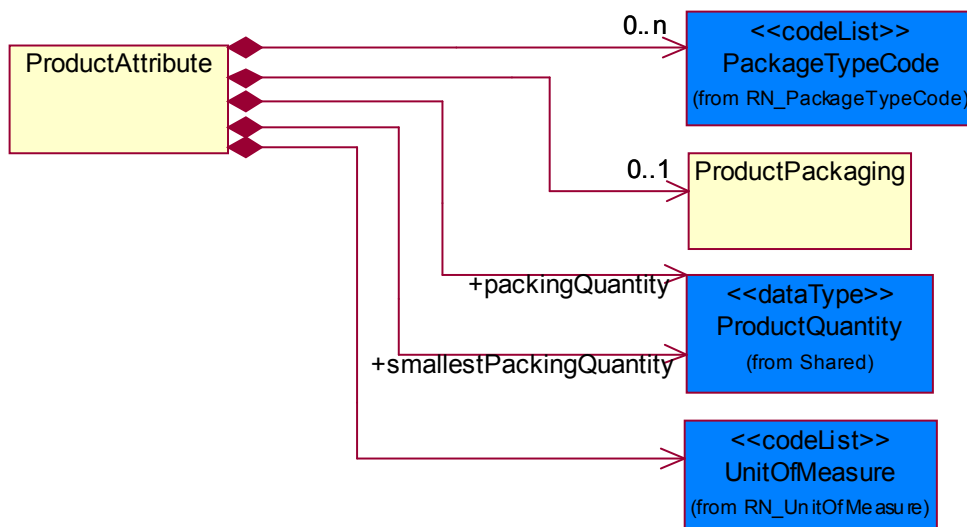 ProductAttribute
0..n
<<codeList>>
PackageTypeCode
(from RN_PackageTypeCode)
0..1
ProductPackaging
+packingQuantity
<<dataType>>
ProductQuantity
(from Shared)
+smallestPackingQuantity
<<codeList>>
UnitOfMeasure
(from RN_UnitOfMeasure)